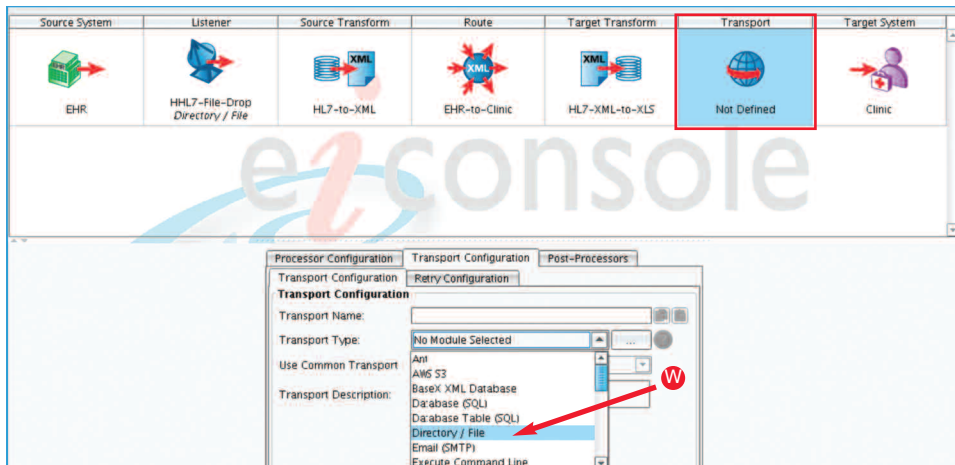 Source System Listener Source Transform Route Target Transform Transport Target System
EHR HHL7-File-Drop HL7-to-XML EHR-to-Clinic HL7-XML-to-XLS Not Defined Clinic
Directory / File
XML XML XML
eiconsole
Processor Configuration Transport Configuration Post-Processors
Transport Configuration Retry Configuration
Transport Configuration
Transport Name:
Transport Type: No Module Selected ...
Use Common Transport
Transport Description:
Ant
AWS S3
BaseX XML Database
Database (SQL)
Database Table (SQL)
Directory / File
Email (SMTP)
Execute Command Line
W